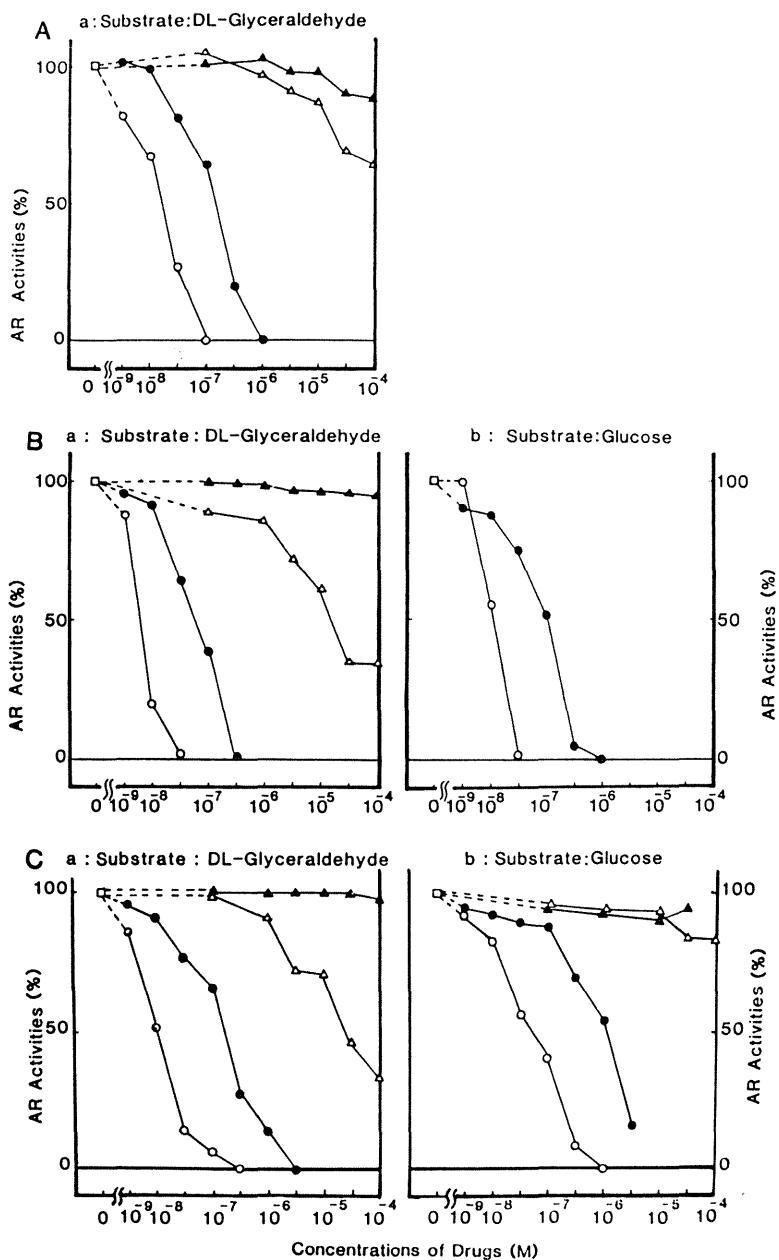 A
a : Substrate : DL-Glyceraldehyde
AR Activities (%)
100
50
0
0 10⁻⁹ 10⁻⁸ 10⁻⁷ 10⁻⁶ 10⁻⁵ 10⁻⁴
B
a : Substrate : DL-Glyceraldehyde
AR Activities (%)
100
50
0
0 10⁻⁹ 10⁻⁸ 10⁻⁷ 10⁻⁶ 10⁻⁵ 10⁻⁴
b : Substrate : Glucose
100
50
0
AR Activities (%)
0 10⁻⁹ 10⁻⁸ 10⁻⁷ 10⁻⁶ 10⁻⁵ 10⁻⁴
C
a : Substrate : DL-Glyceraldehyde
AR Activities (%)
100
50
0
0 10⁻⁹ 10⁻⁸ 10⁻⁷ 10⁻⁶ 10⁻⁵ 10⁻⁴
b : Substrate : Glucose
100
50
0
AR Activities (%)
0 10⁻⁹ 10⁻⁸ 10⁻⁷ 10⁻⁶ 10⁻⁵ 10⁻⁴
Concentrations of Drugs (M)